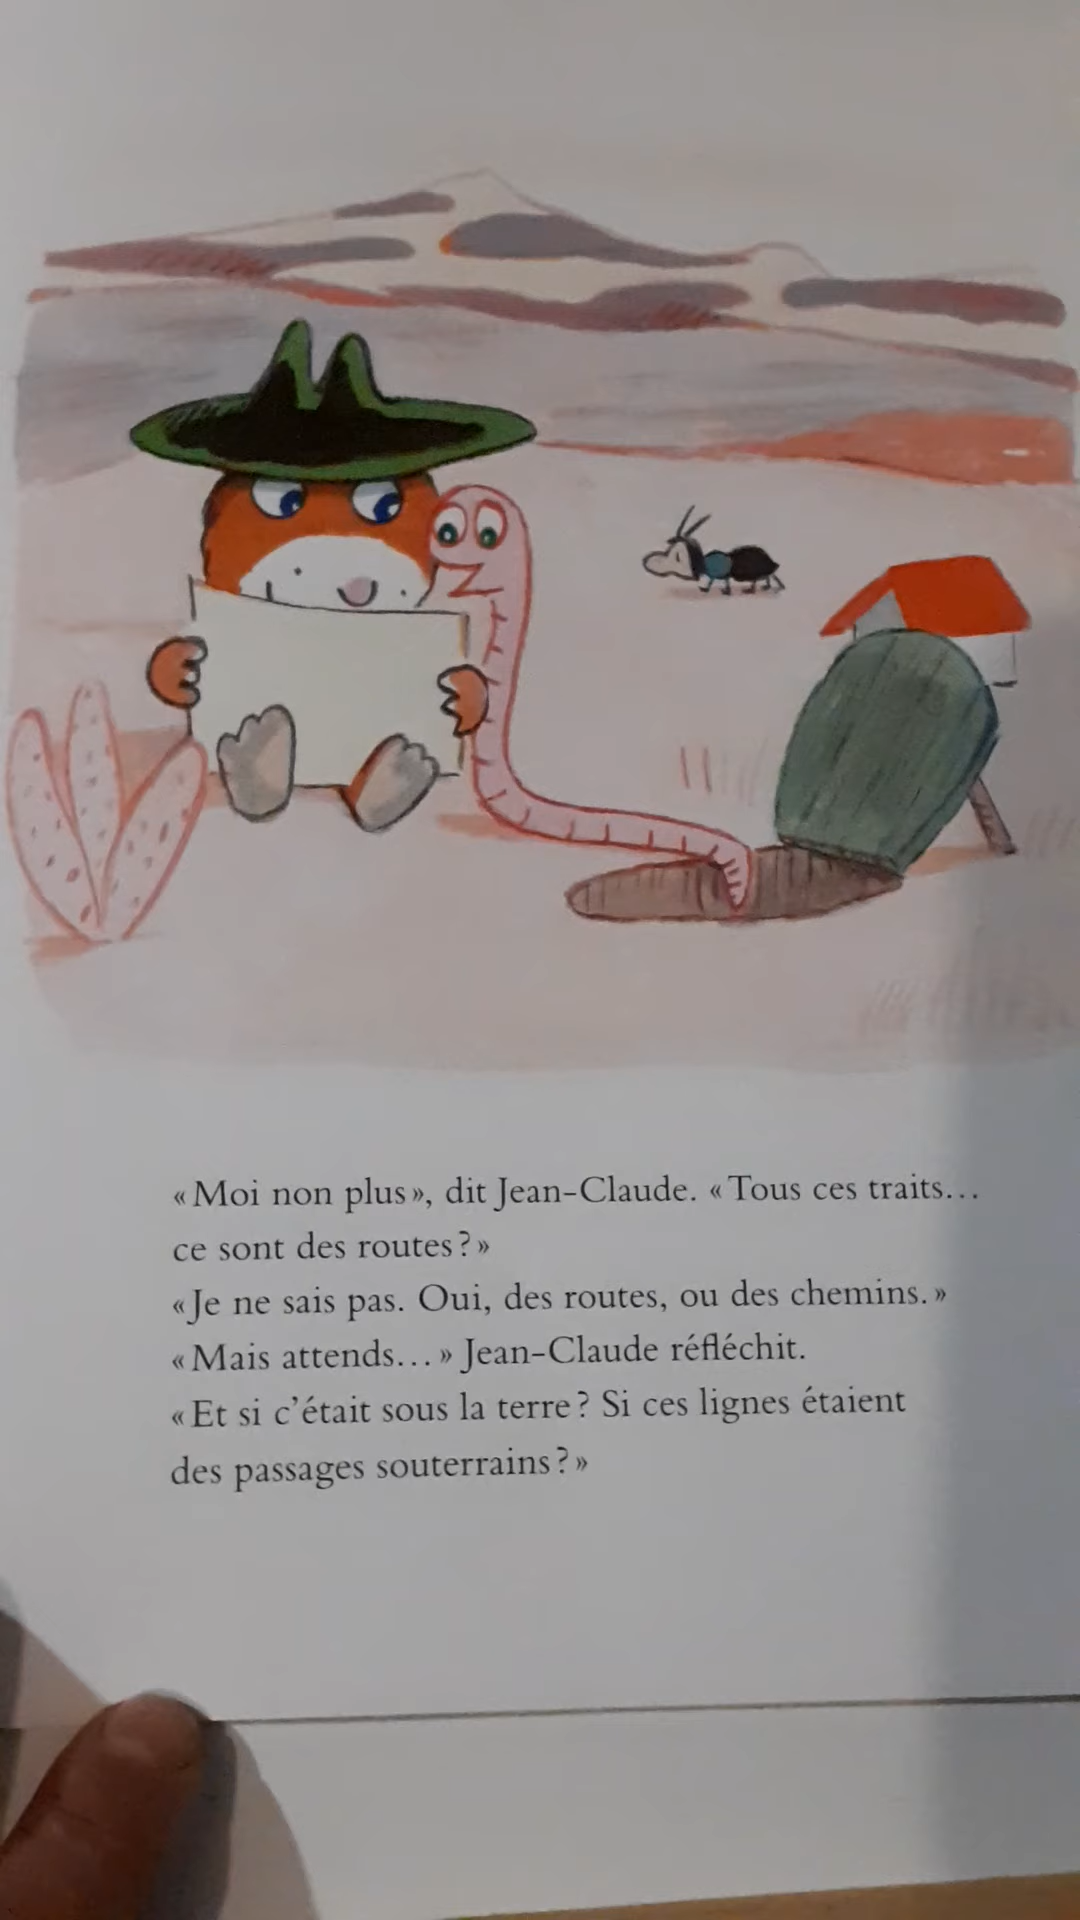 « Moi non plus », dit Jean-Claude. « Tous ces traits…
ce sont des routes ? »
« Je ne sais pas. Oui, des routes, ou des chemins. »
« Mais attends… » Jean-Claude réfléchit.
« Et si c’était sous la terre ? Si ces lignes étaient
des passages souterrains ? »